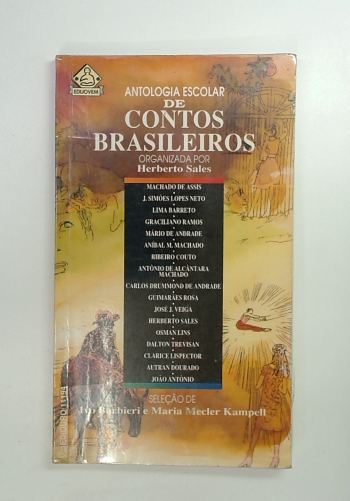 EDIJOVEM
ANTOLOGIA ESCOLAR
DE
CONTOS
BRASILEIROS
ORGANIZADA POR
Herberto Sales
MACHADO DE ASSIS
J. SIMÕES LOPES NETO
LIMA BARRETO
GRACILIANO RAMOS
MÁRIO DE ANDRADE
ANÍBAL M. MACHADO
RIBEIRO COUTO
ANTÔNIO DE ALCÂNTARA
MACHADO
CARLOS DRUMMOND DE ANDRADE
GUIMARÃES ROSA
JOSÉ J. VEIGA
HERBERTO SALES
OSMAN LINS
DALTON TREVISAN
CLARICE LISPECTOR
AUTRAN DOURADO
JOÃO ANTÔNIO
SELEÇÃO DE
Ivo Barbieri e Maria Mecler Kampell